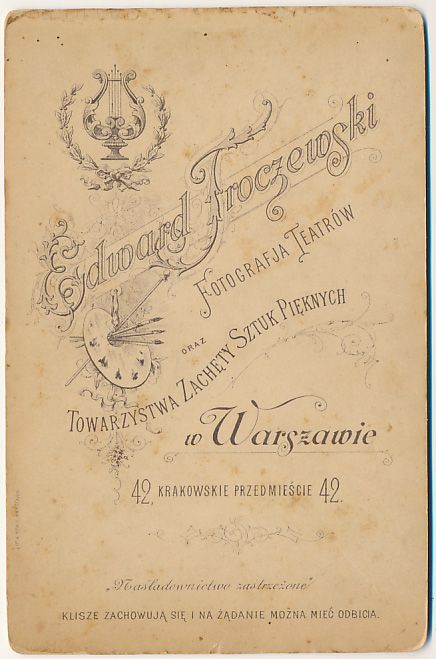 Edward Troczewski
Fotografja Teatrów
oraz
Towarzystwa Zachęty Sztuk Pięknych
w Warszawie
42, Krakowskie Przedmieście 42.
„Naśladownictwo zastrzeżone”
KLISZE ZACHOWUJĄ SIĘ I NA ŻĄDANIE MOŻNA MIEĆ ODBICIA.